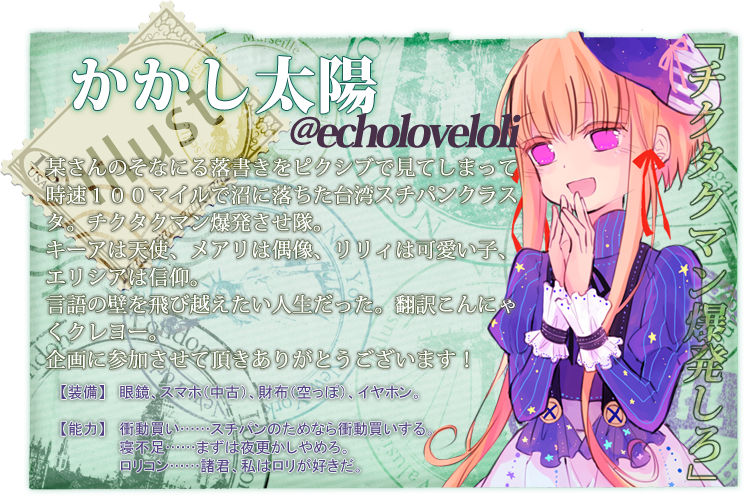 Illust
かかし太陽
@echoloveloli
某さんのそなにる落書きをピクシブで見てしまって
時速１００マイルで沼に落ちた台湾スチパンクラス
タ。チクタクマン爆発させ隊。
キーアは天使、メアリは偶像、リリィは可愛い子、
エリシアは信仰。
言語の壁を飛び越えたい人生だった。翻訳こんにゃ
くクレヨー。
企画に参加させて頂きありがとうございます！
【装備】 眼鏡、スマホ(中古)、財布(空っぽ)、イヤホン。
【能力】 衝動買い……スチパンのためなら衝動買いする。
寝不足……まずは夜更かしやめろ。
ロリコン……諸君、私はロリが好きだ。
『チクタクマン爆発しろ』
Marseille